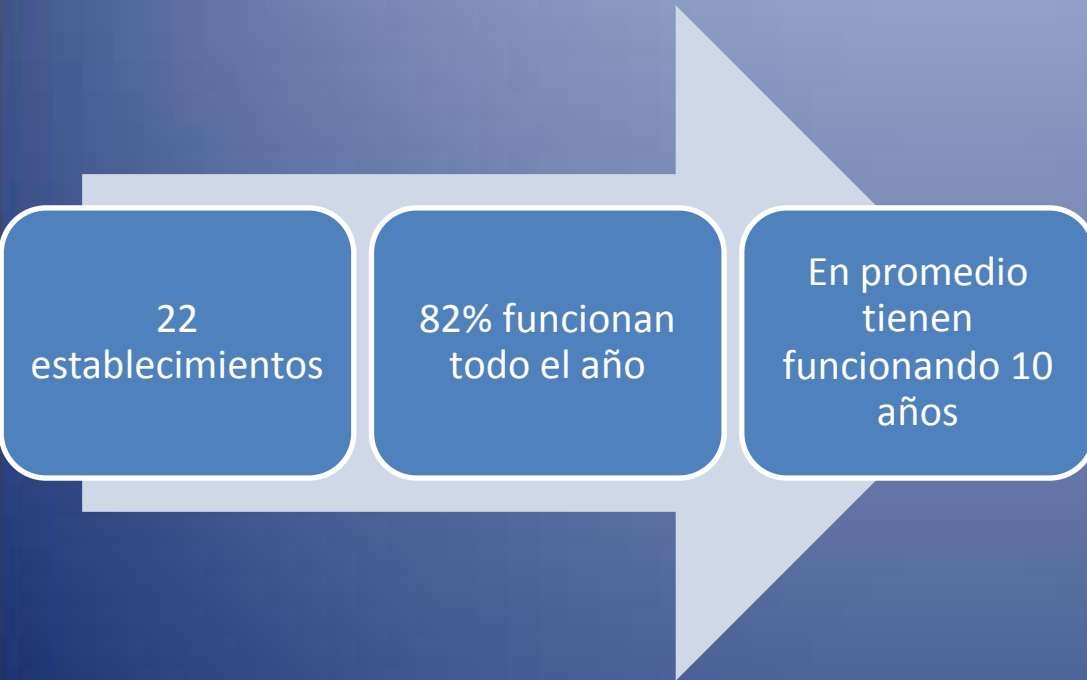 22
establecimientos
82% funcionan
todo el año
En promedio
tienen
funcionando 10
años